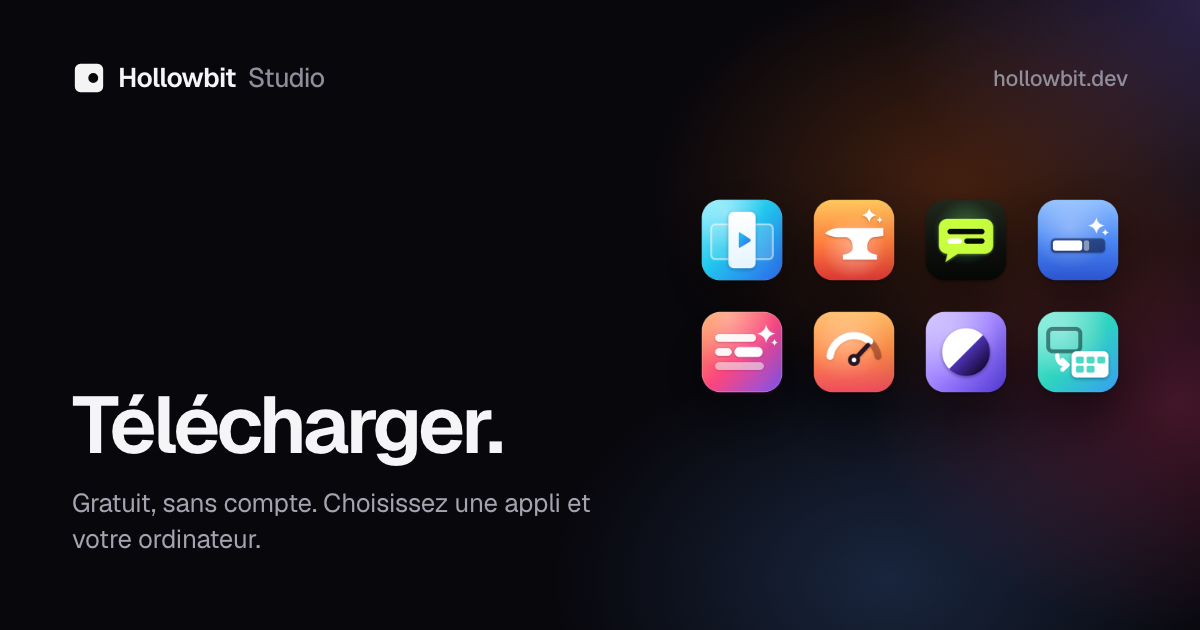 Hollowbit Studio
hollowbit.dev
Télécharger.
Gratuit, sans compte. Choisissez une appli et
votre ordinateur.